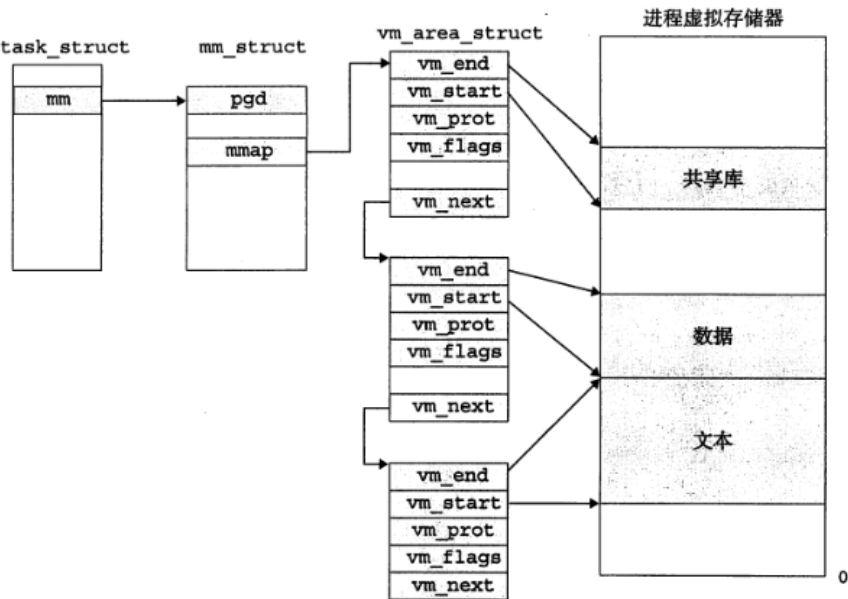 task_struct
mm
mm_struct
pgd
mmap
vm_area_struct
vm_end
vm_start
vm_prot
vm_flags
vm_next
vm_end
vm_start
vm_prot
vm_flags
vm_next
vm_end
vm_start
vm_prot
vm_flags
vm_next
进程虚拟存储器
共享库
数据
文本
0